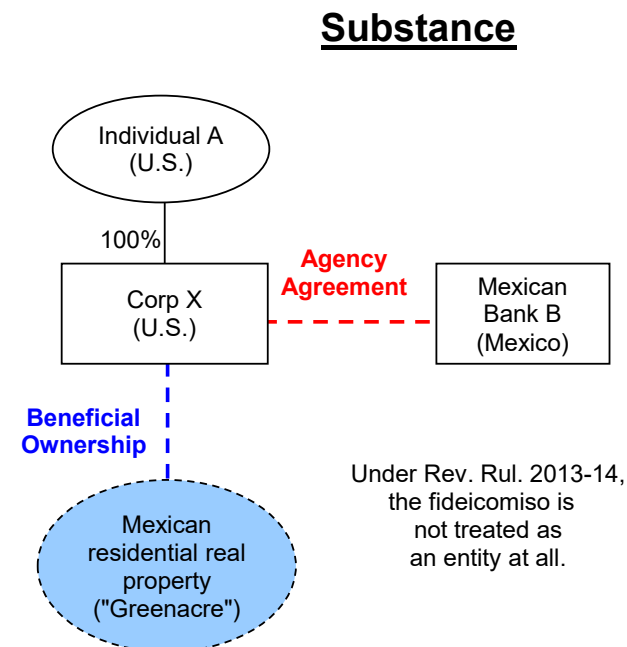 Substance
Individual A
(U.S.)
100%
Agency
Agreement
Corp X
(U.S.)
Mexican
Bank B
(Mexico)
Beneficial
Ownership
Under Rev. Rul. 2013-14,
the fideicomiso is
not treated as
an entity at all.
Mexican
residential real
property
("Greenacre")